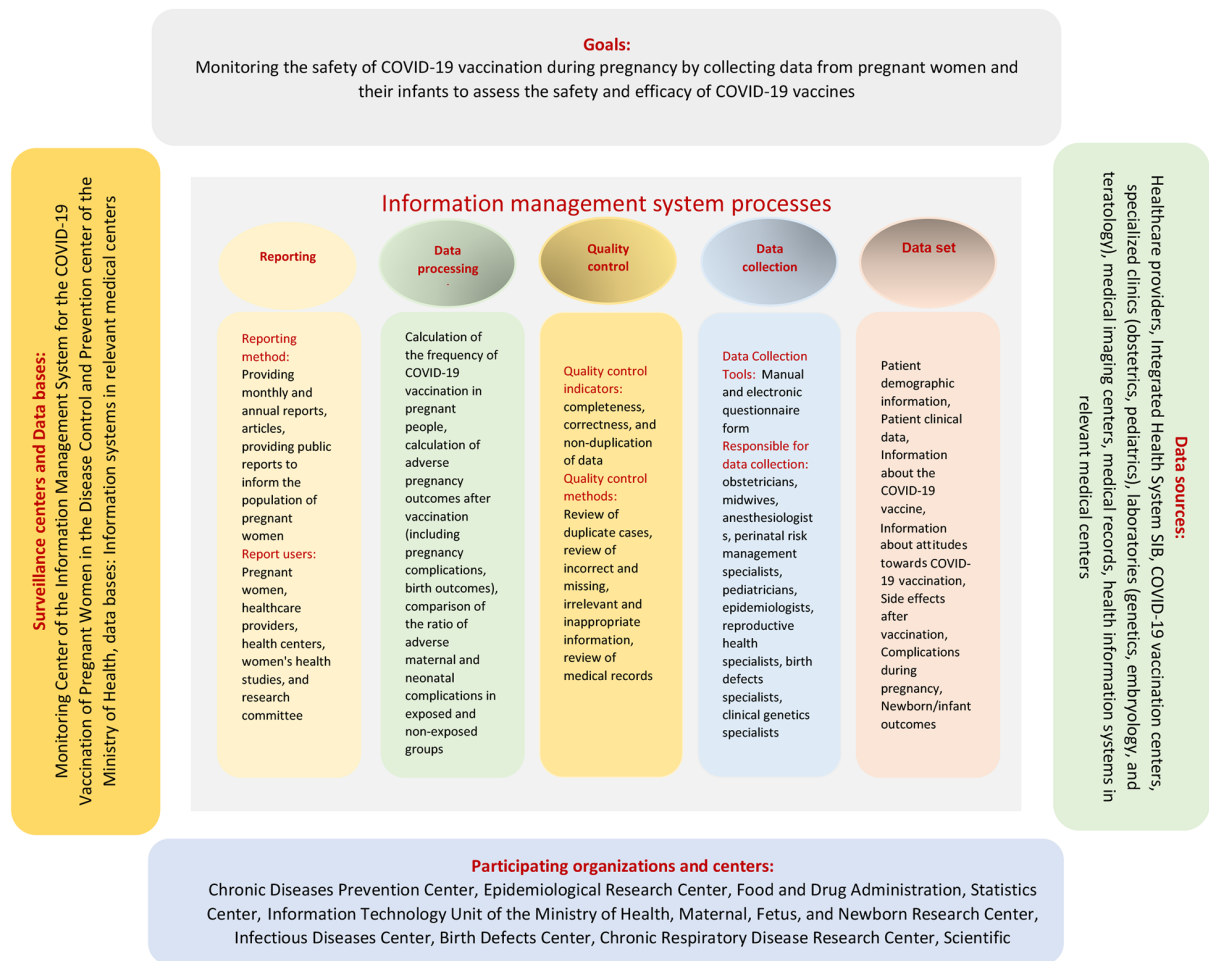 Goals:
Monitoring the safety of COVID-19 vaccination during pregnancy by collecting data from pregnant women and
their infants to assess the safety and efficacy of COVID-19 vaccines
Surveillance centers and Data bases:
Monitoring Center of the Information Management System for the COVID-19
Vaccination of Pregnant Women in the Disease Control and Prevention center of the
Ministry of Health, data bases: Information systems in relevant medical centers
Information management system processes
Reporting
Reporting
method:
Providing
monthly and
annual reports,
articles,
providing public
reports to
inform the
population of
pregnant
women
Report users:
Pregnant
women,
healthcare
providers,
health centers,
women's health
studies, and
research
committee
Data
processing
.
Calculation of
the frequency of
COVID-19
vaccination in
pregnant
people,
calculation of
adverse
pregnancy
outcomes after
vaccination
(including
pregnancy
complications,
birth outcomes),
comparison of
the ratio of
adverse
maternal and
neonatal
complications in
exposed and
non-exposed
groups
Quality
control
Quality control
indicators:
completeness,
correctness, and
non-duplication
of data
Quality control
methods:
Review of
duplicate cases,
review of
incorrect and
missing,
irrelevant and
inappropriate
information,
review of
medical records
Data
collection
Data Collection
Tools: Manual
and electronic
questionnaire
form
Responsible for
data collection:
obstetricians,
midwives,
anesthesiologist
s, perinatal risk
management
specialists,
pediatricians,
epidemiologists,
reproductive
health
specialists, birth
defects
specialists,
clinical genetics
specialists
Data set
Patient
demographic
information,
Patient clinical
data,
Information
about the
COVID-19
vaccine,
Information
about attitudes
towards COVID-
19 vaccination,
Side effects
after
vaccination,
Complications
during
pregnancy,
Newborn/infant
outcomes
Data sources:
Healthcare providers, Integrated Health System SIB, COVID-19 vaccination centers,
specialized clinics (obstetrics, pediatrics), laboratories (genetics, embryology, and
teratology), medical imaging centers, medical records, health information systems in
relevant medical centers
Participating organizations and centers:
Chronic Diseases Prevention Center, Epidemiological Research Center, Food and Drug Administration, Statistics
Center, Information Technology Unit of the Ministry of Health, Maternal, Fetus, and Newborn Research Center,
Infectious Diseases Center, Birth Defects Center, Chronic Respiratory Disease Research Center, Scientific